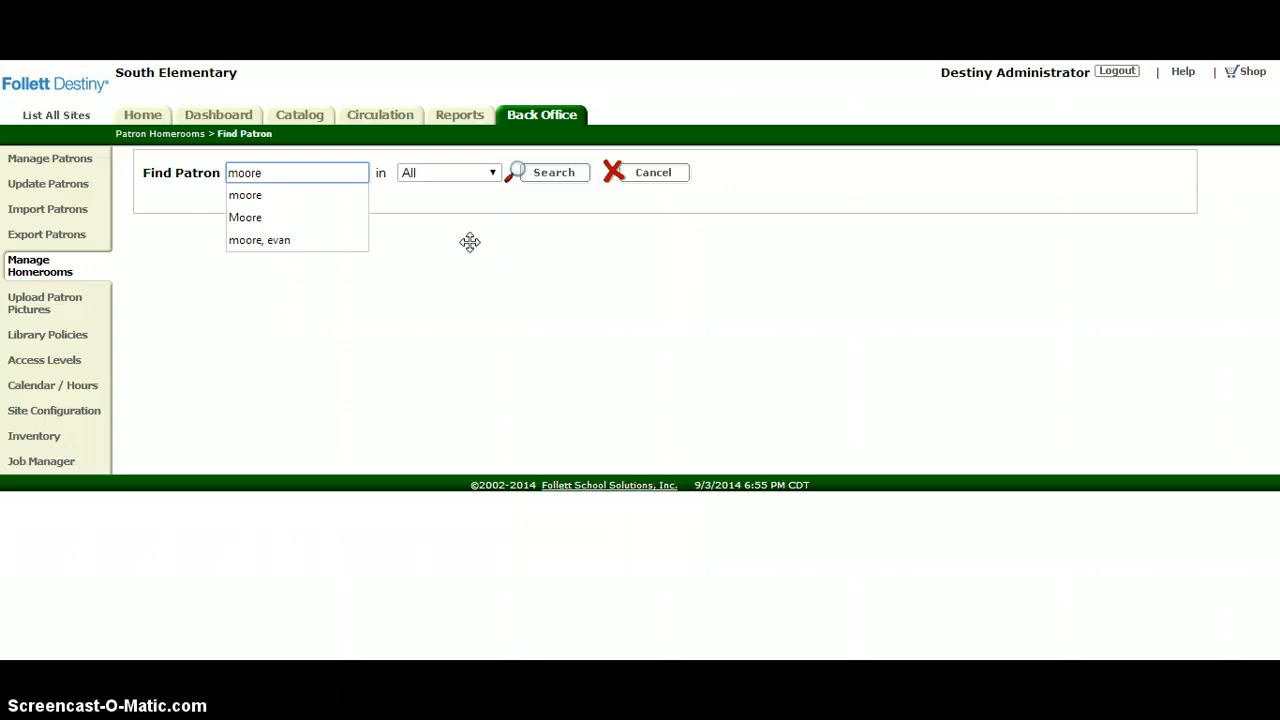 South Elementary
Destiny Administrator Logout | Help | Shop
Follett Destiny®
List All Sites
Home Dashboard Catalog Circulation Reports Back Office
Patron Homerooms > Find Patron
Manage Patrons
Update Patrons
Import Patrons
Export Patrons
Manage
Homerooms
Upload Patron
Pictures
Library Policies
Access Levels
Calendar / Hours
Site Configuration
Inventory
Job Manager
Find Patron moore in All Search Cancel
moore
Moore
moore, evan
©2002-2014 Follett School Solutions, Inc. 9/3/2014 6:55 PM CDT
Screencast-O-Matic.com